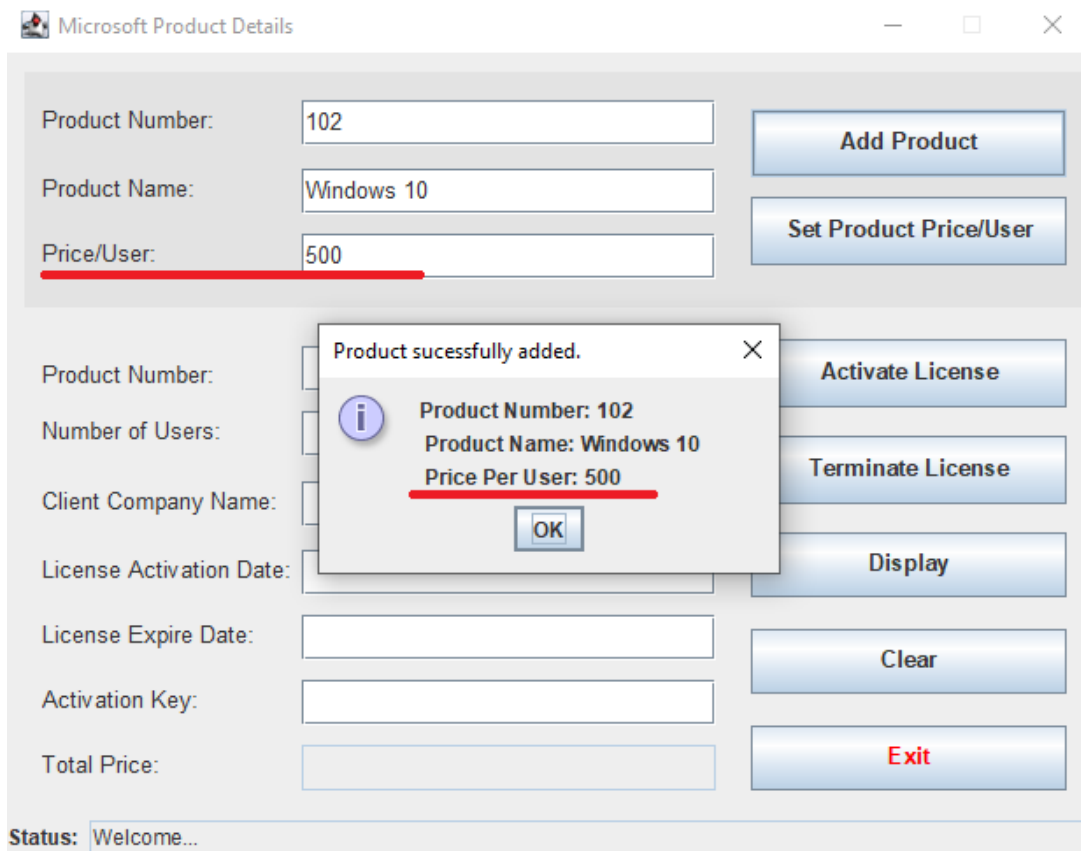 Microsoft Product Details
Product Number: 102
Add Product
Product Name: Windows 10
Set Product Price/User
Price/User: 500
Product sucessfully added.
Product Number: 102
Product Name: Windows 10
Price Per User: 500
OK
Product Number:
Activate License
Number of Users:
Terminate License
Client Company Name:
License Activation Date:
Display
License Expire Date:
Clear
Activation Key:
Total Price:
Exit
Status: Welcome...